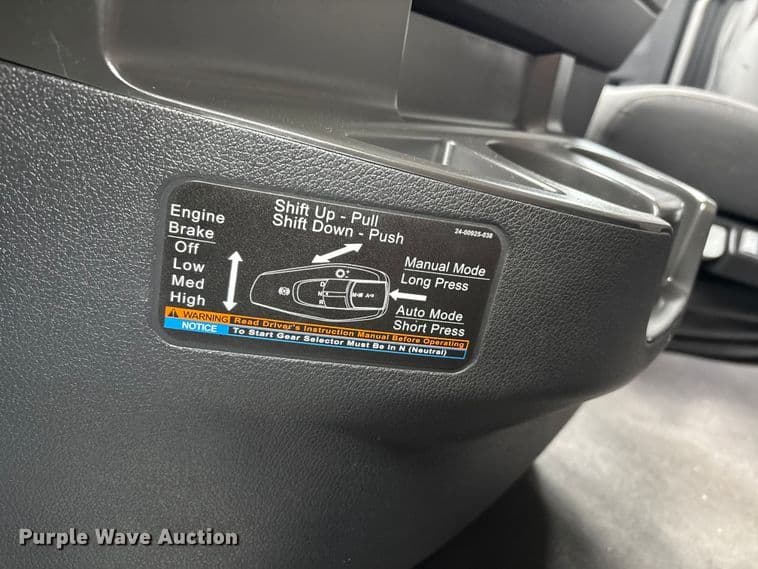 Engine
Brake
Off
Low
Med
High
Shift Up - Pull
Shift Down - Push
24-00925-038
Manual Mode
Long Press
Auto Mode
Short Press
WARNING Read Driver's Instruction Manual Before Operating
NOTICE To Start Gear Selector Must Be In N (Neutral)
Purple Wave Auction